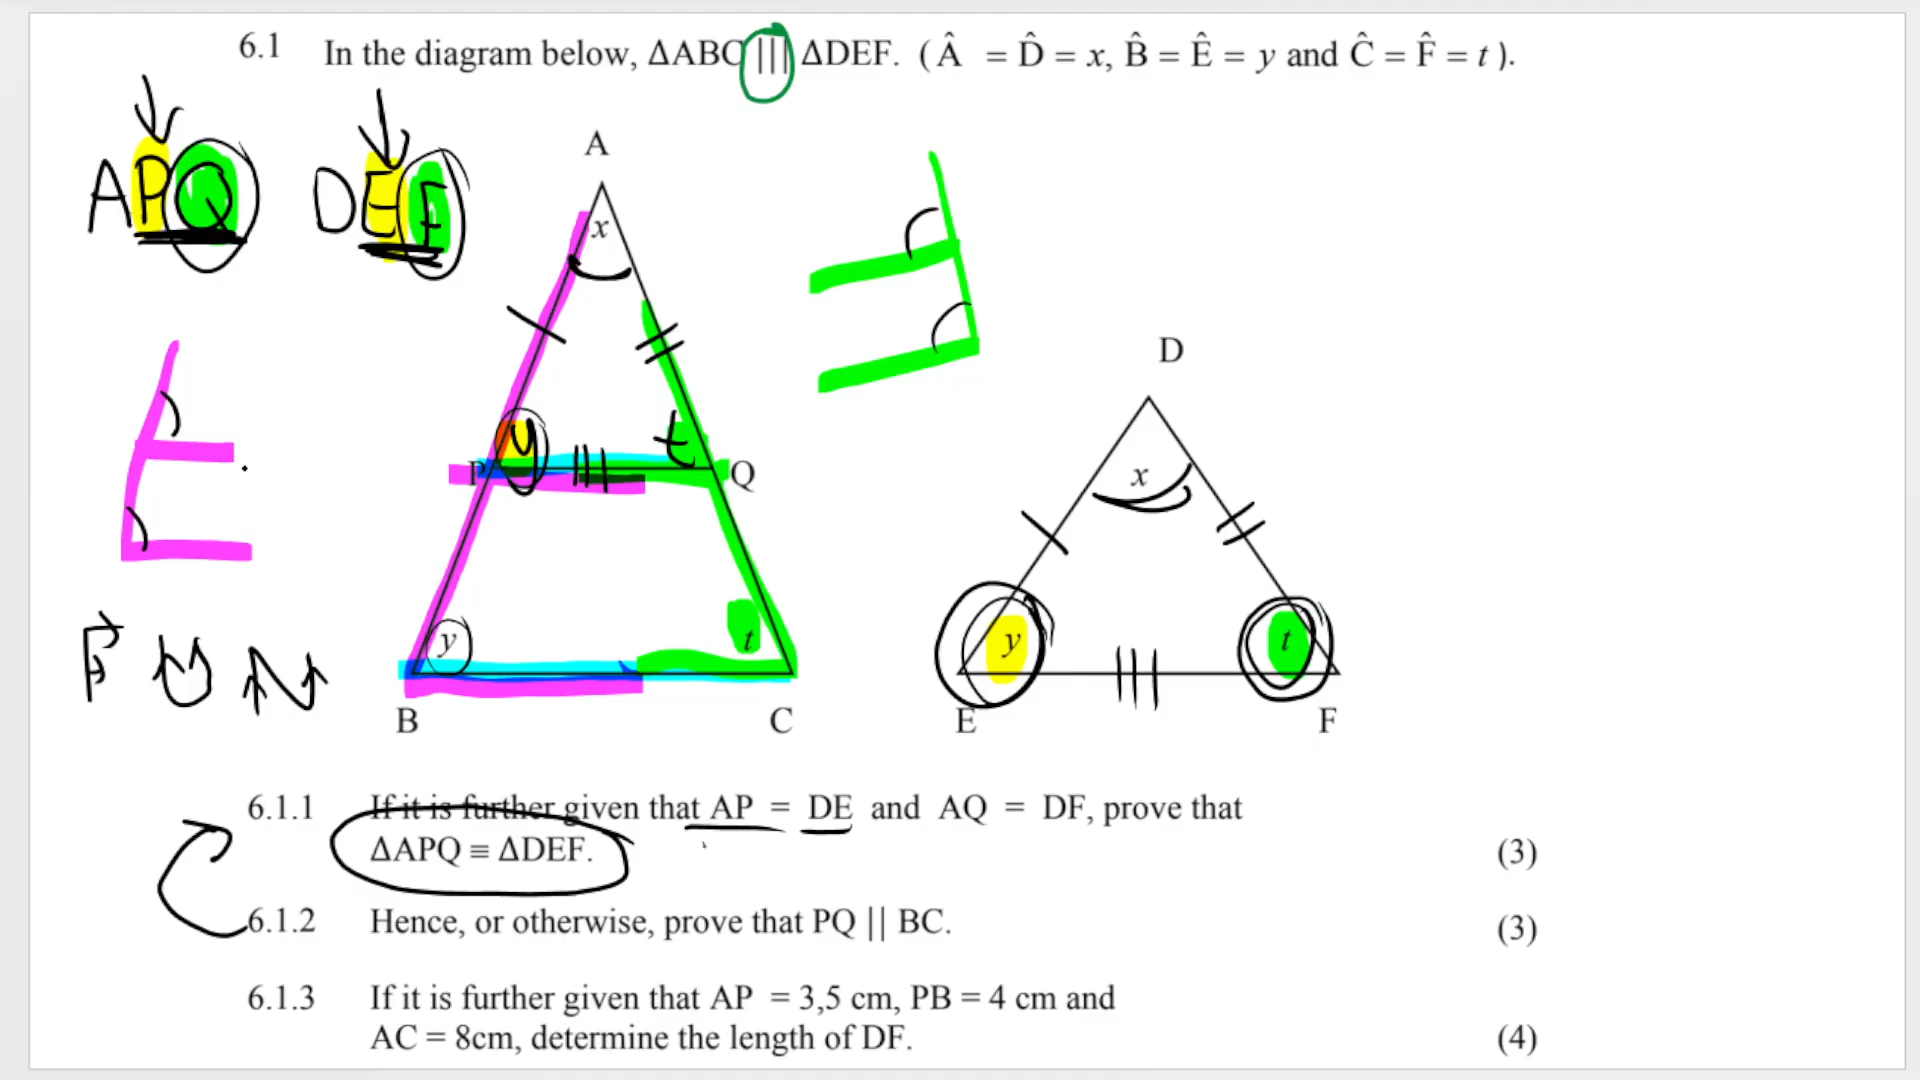 6.1 In the diagram below, ΔABC ||| ΔDEF. ( Â = D̂ = x, B̂ = Ê = y and Ĉ = F̂ = t ).
APQ DEF
A
x
D
y t
P Q
x
F U N
y t
y t
B C E F
6.1.1 If it is further given that AP = DE and AQ = DF, prove that
ΔAPQ ≡ ΔDEF. (3)
6.1.2 Hence, or otherwise, prove that PQ || BC. (3)
6.1.3 If it is further given that AP = 3,5 cm, PB = 4 cm and
AC = 8cm, determine the length of DF. (4)